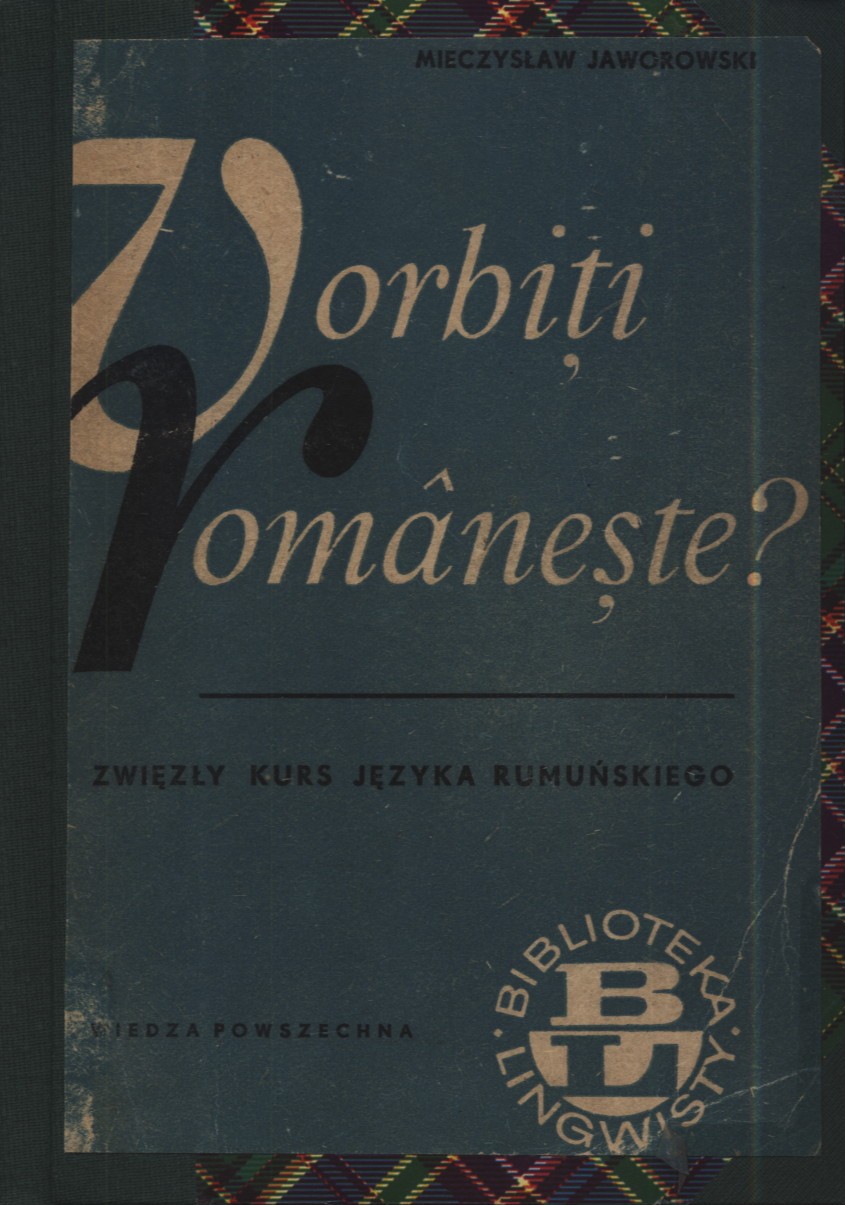 MIECZYSŁAW JAWOROWSKI
Vorbiți
românește?
ZWIĘZŁY KURS JĘZYKA RUMUŃSKIEGO
WIEDZA POWSZECHNA
BIBLIOTEKA
BL
LINGWISTY